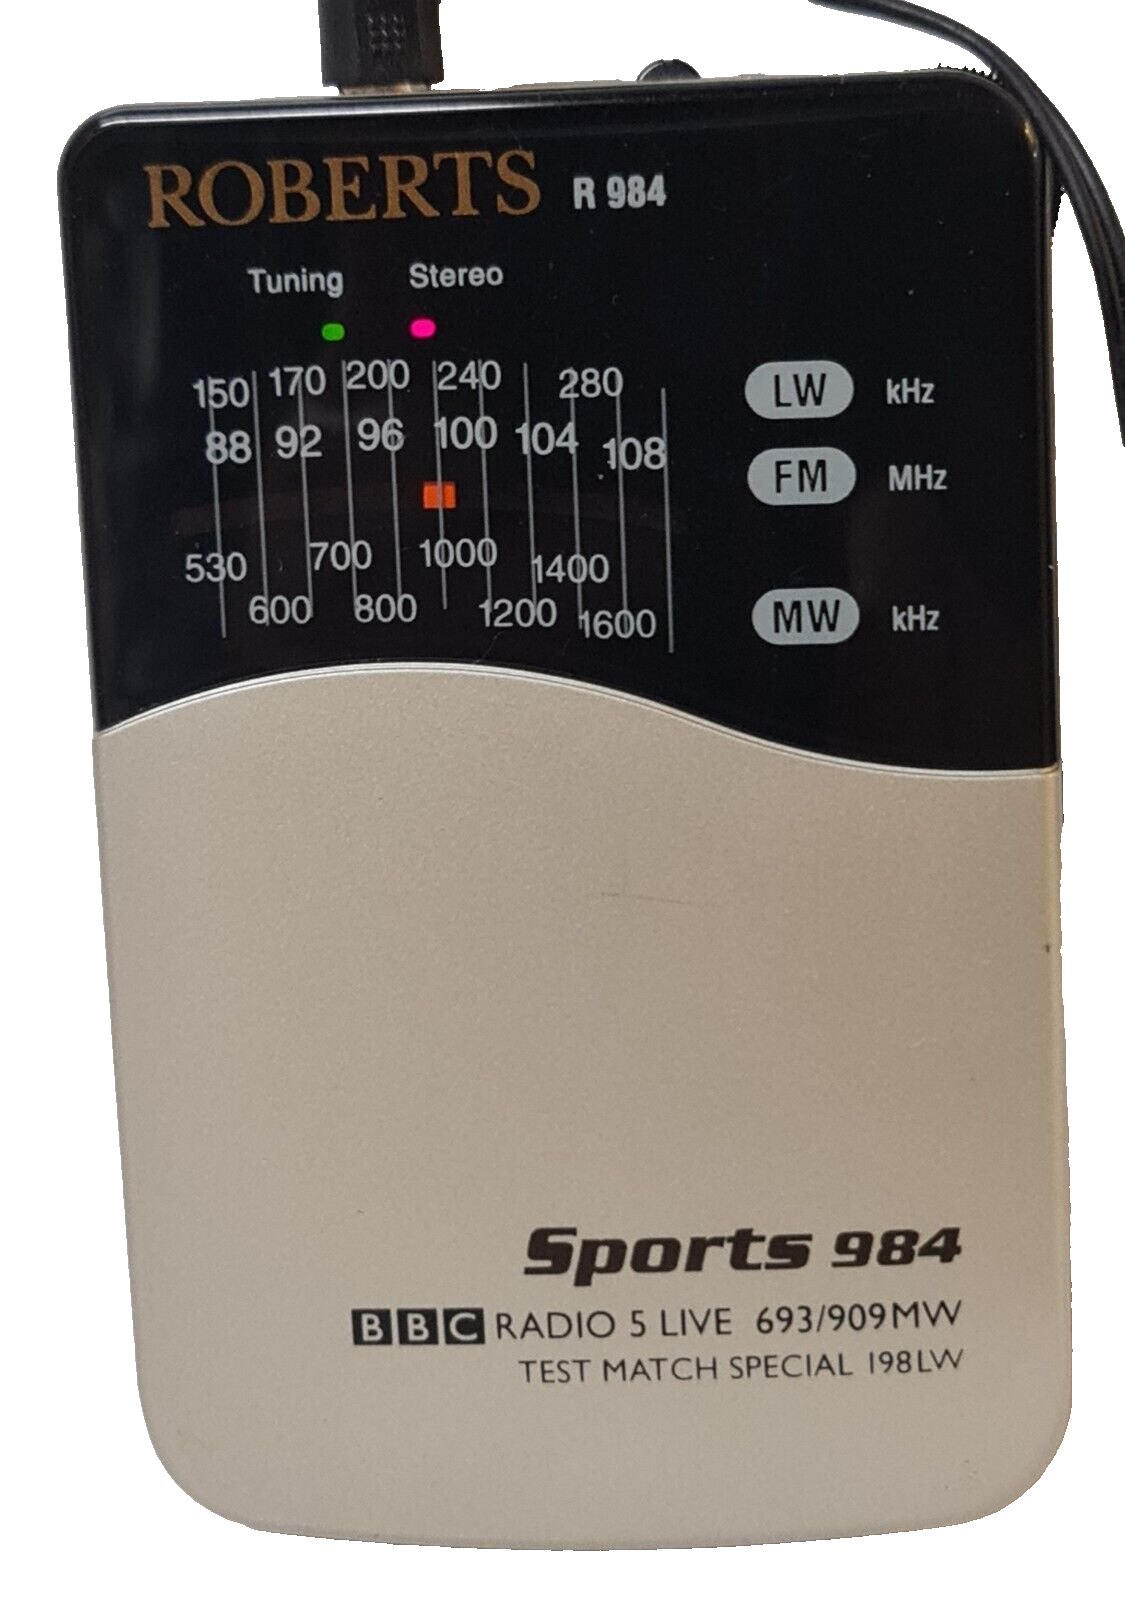 ROBERTS R 984
Tuning Stereo
150 170 200 240 280 LW kHz
88 92 96 100 104 108 FM MHz
530 700 1000 1400
600 800 1200 1600 MW kHz
Sports 984
BBC RADIO 5 LIVE 693/909MW
TEST MATCH SPECIAL 198LW